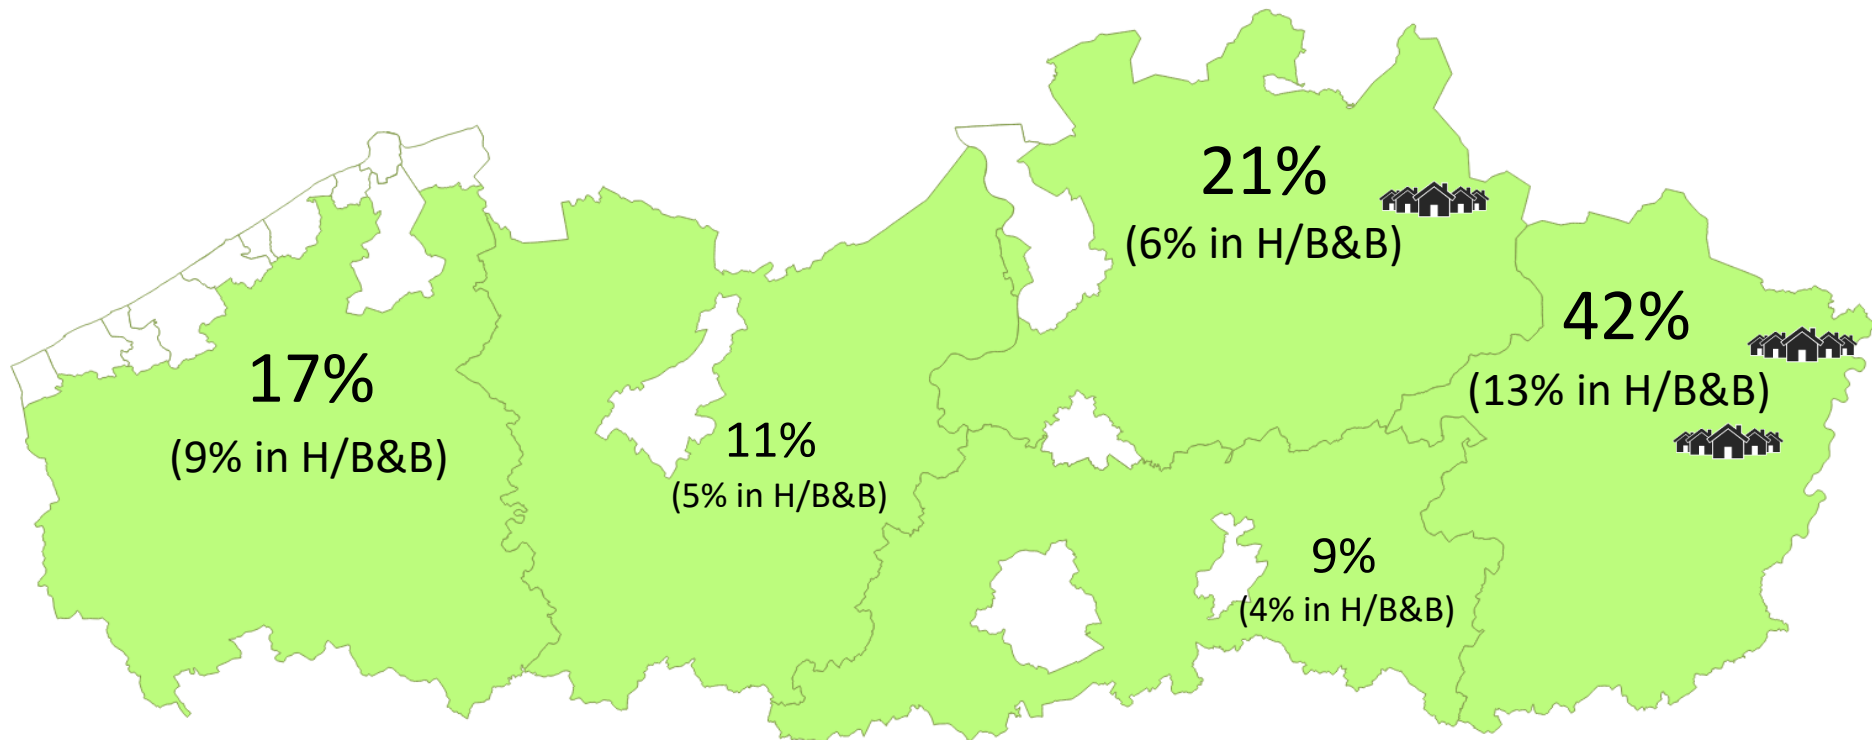 21%
(6% in H/B&B)
42%
(13% in H/B&B)
17%
(9% in H/B&B)
11%
(5% in H/B&B)
9%
(4% in H/B&B)